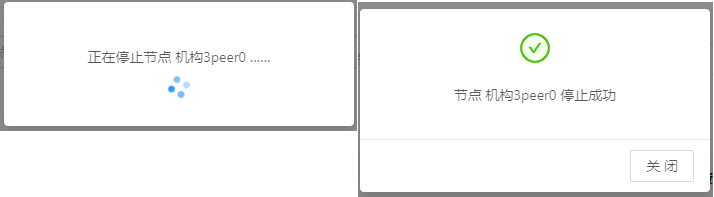 正在停止节点 机构3peer0 ......
节点 机构3peer0 停止成功
关 闭